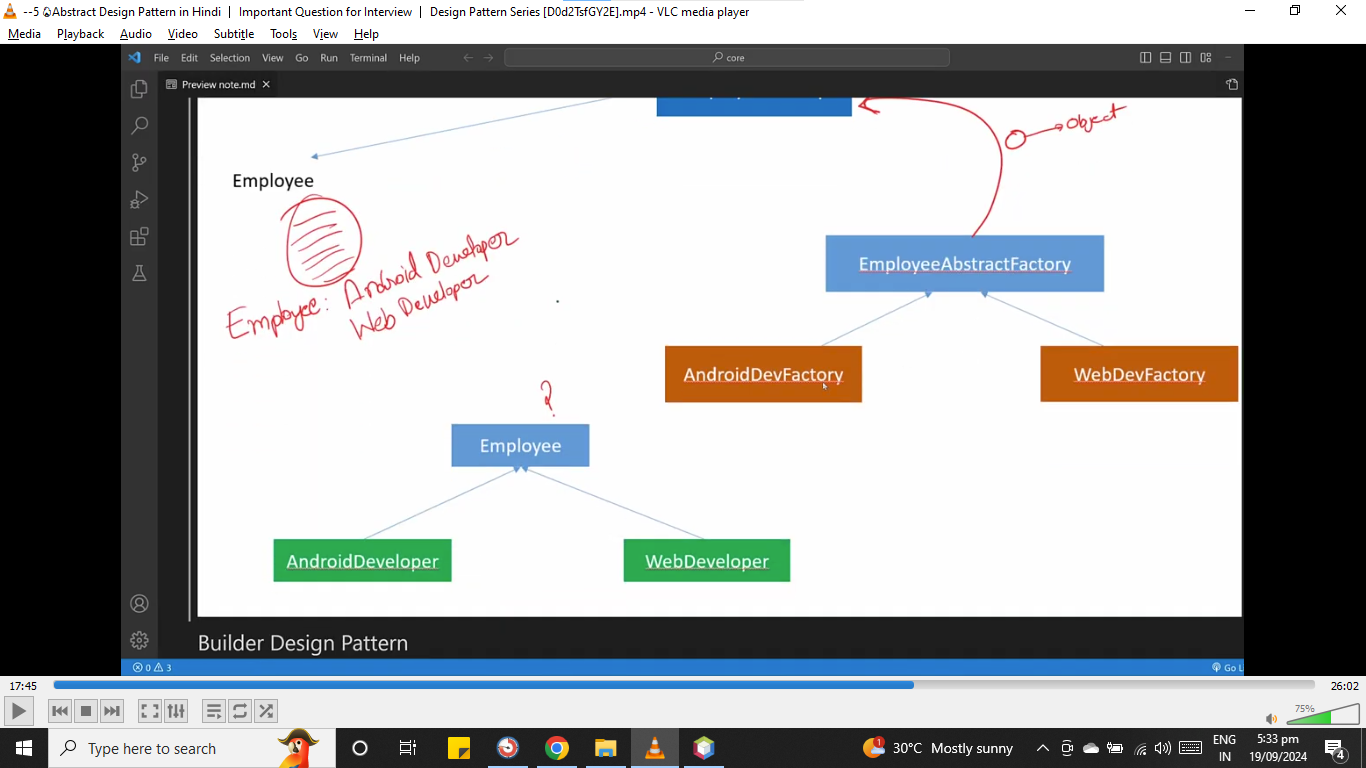 --5 Abstract Design Pattern in Hindi | Important Question for Interview | Design Pattern Series [D0d2TsfGY2E].mp4 - VLC media player
Media Playback Audio Video Subtitle Tools View Help
File Edit Selection View Go Run Terminal Help
core
Preview note.md
Object
Employee
Employee: Android Developer
Web Developer
EmployeeAbstractFactory
AndroidDevFactory
WebDevFactory
?
Employee
AndroidDeveloper
WebDeveloper
Builder Design Pattern
0 3
Go L
17:45
26:02
75%
Type here to search
1
30°C Mostly sunny
ENG
IN
5:33 pm
19/09/2024
4